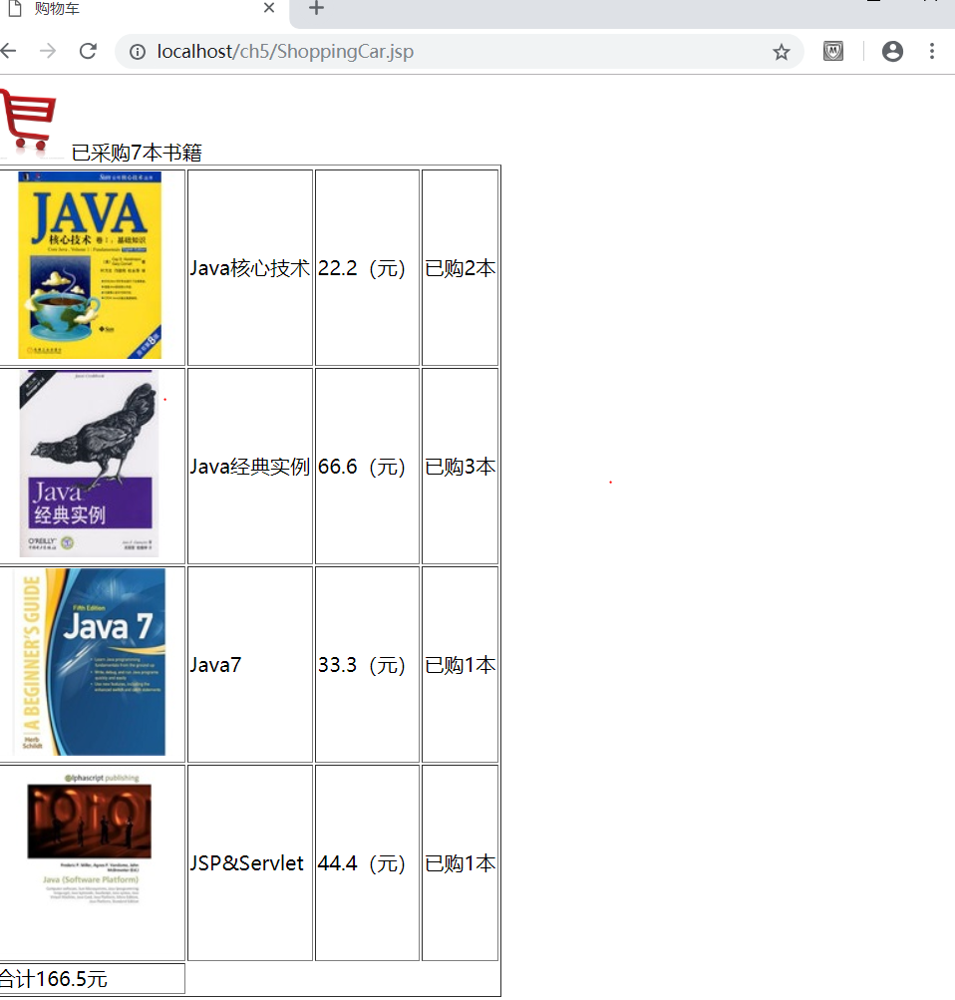 购物车
localhost/ch5/ShoppingCar.jsp
已采购7本书籍
JAVA
核心技术 卷I:基础知识
Java核心技术
22.2（元）
已购2本
Java
经典实例
O'REILLY
Java经典实例
66.6（元）
已购3本
A BEGINNER'S GUIDE
Fifth Edition
Java 7
Herb
Schildt
Java7
33.3（元）
已购1本
alphascript publishing
Java (Software Platform)
JSP&Servlet
44.4（元）
已购1本
合计166.5元